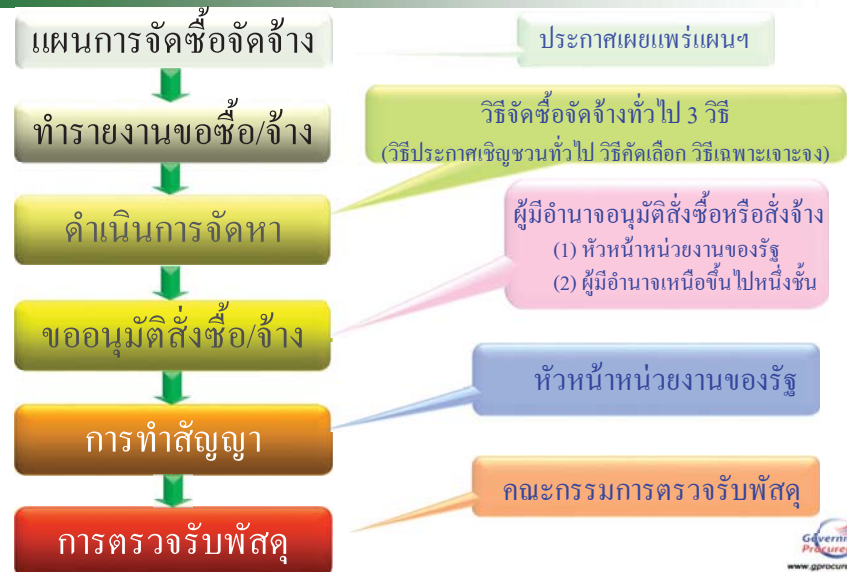 แผนการจัดซื้อจัดจ้าง
ประกาศเผยแพร่แผนฯ
ทำรายงานขอซื้อ/จ้าง
วิธีจัดซื้อจัดจ้างทั่วไป 3 วิธี
(วิธีประกาศเชิญชวนทั่วไป วิธีคัดเลือก วิธีเฉพาะเจาะจง)
ดำเนินการจัดหา
ผู้มีอำนาจอนุมัติสั่งซื้อหรือสั่งจ้าง
(1) หัวหน้าหน่วยงานของรัฐ
(2) ผู้มีอำนาจเหนือขึ้นไปหนึ่งชั้น
ขออนุมัติสั่งซื้อ/จ้าง
หัวหน้าหน่วยงานของรัฐ
การทำสัญญา
คณะกรรมการตรวจรับพัสดุ
การตรวจรับพัสดุ